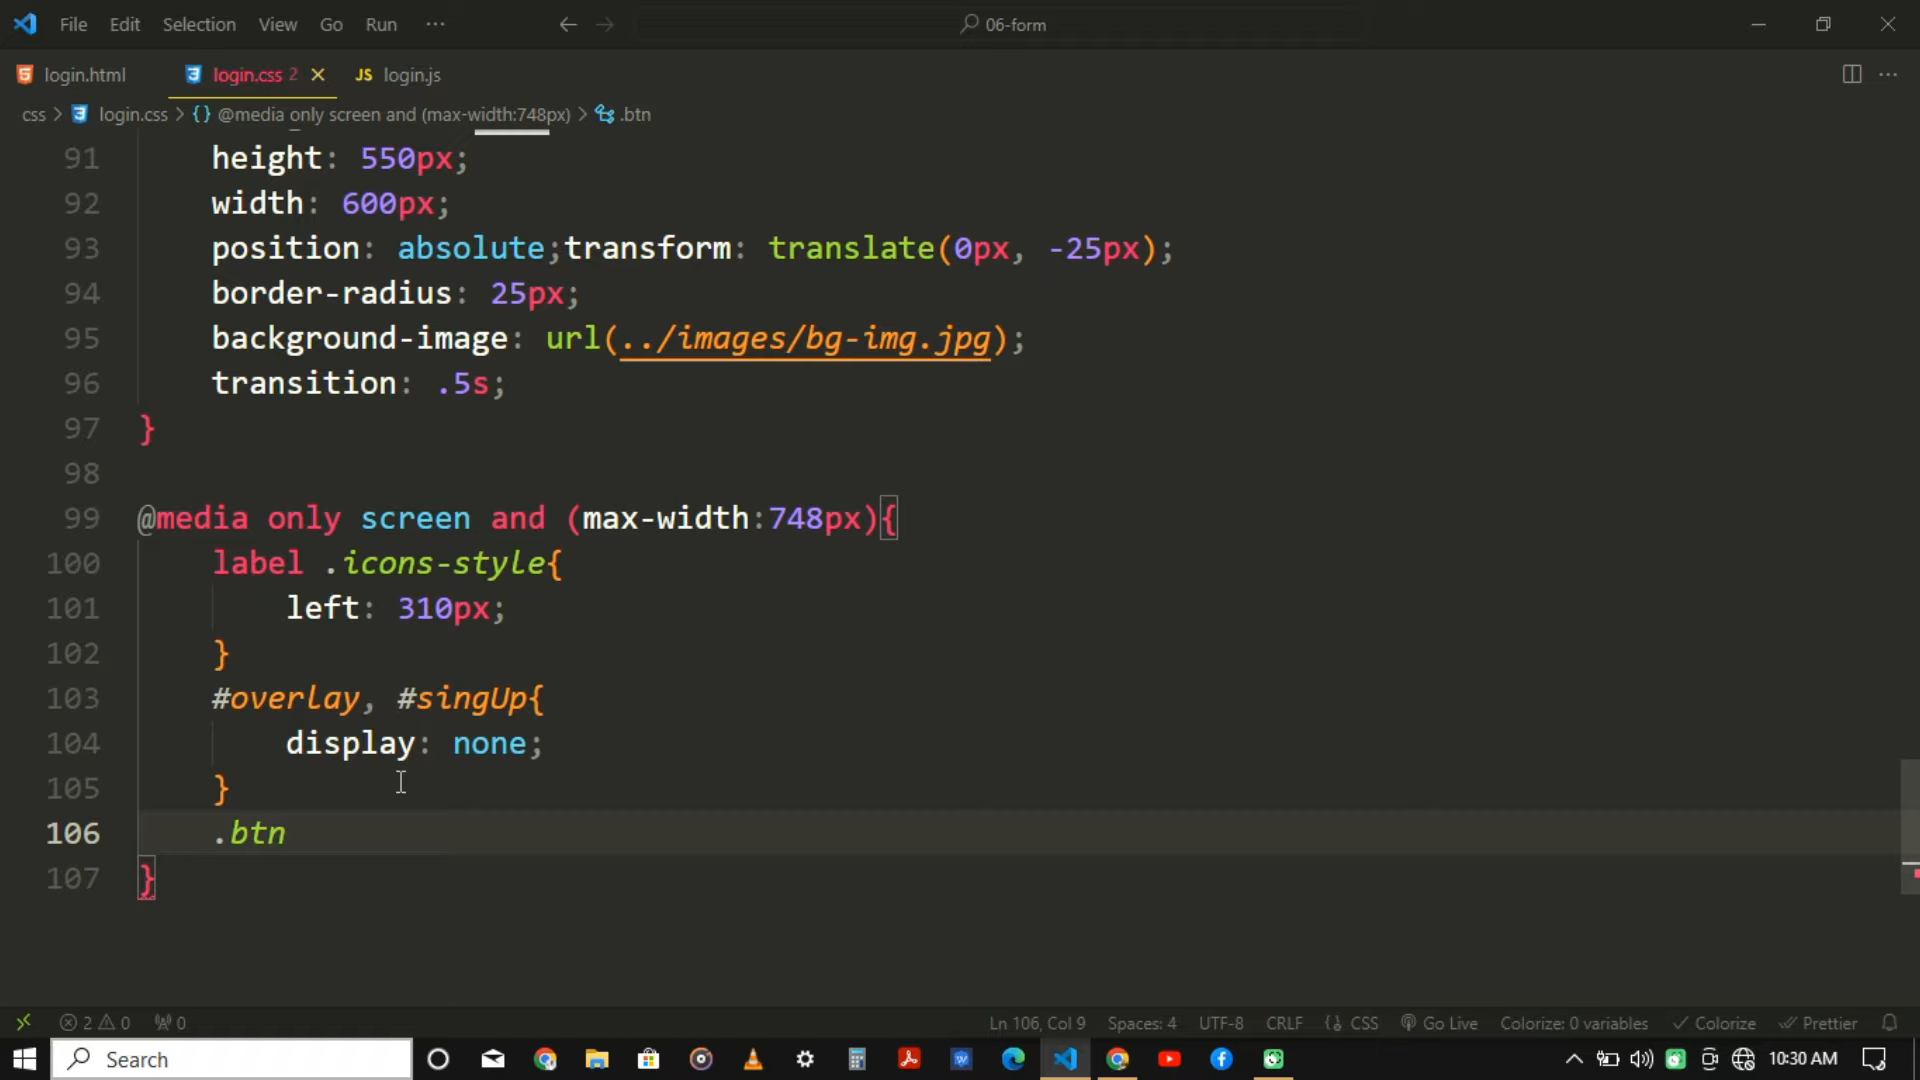 File Edit Selection View Go Run ··· 06-form
login.html login.css 2 JS login.js
css > login.css > {} @media only screen and (max-width:748px) > .btn
91 height: 550px;
92 width: 600px;
93 position: absolute;transform: translate(0px, -25px);
94 border-radius: 25px;
95 background-image: url(../images/bg-img.jpg);
96 transition: .5s;
97 }
98
99 @media only screen and (max-width:748px){
100 label .icons-style{
101 left: 310px;
102 }
103 #overlay, #singUp{
104 display: none;
105 }
106 .btn
107 }
2 0 0 Ln 106, Col 9 Spaces: 4 UTF-8 CRLF {} CSS Go Live Colorize: 0 variables Colorize Prettier
Search 10:30 AM